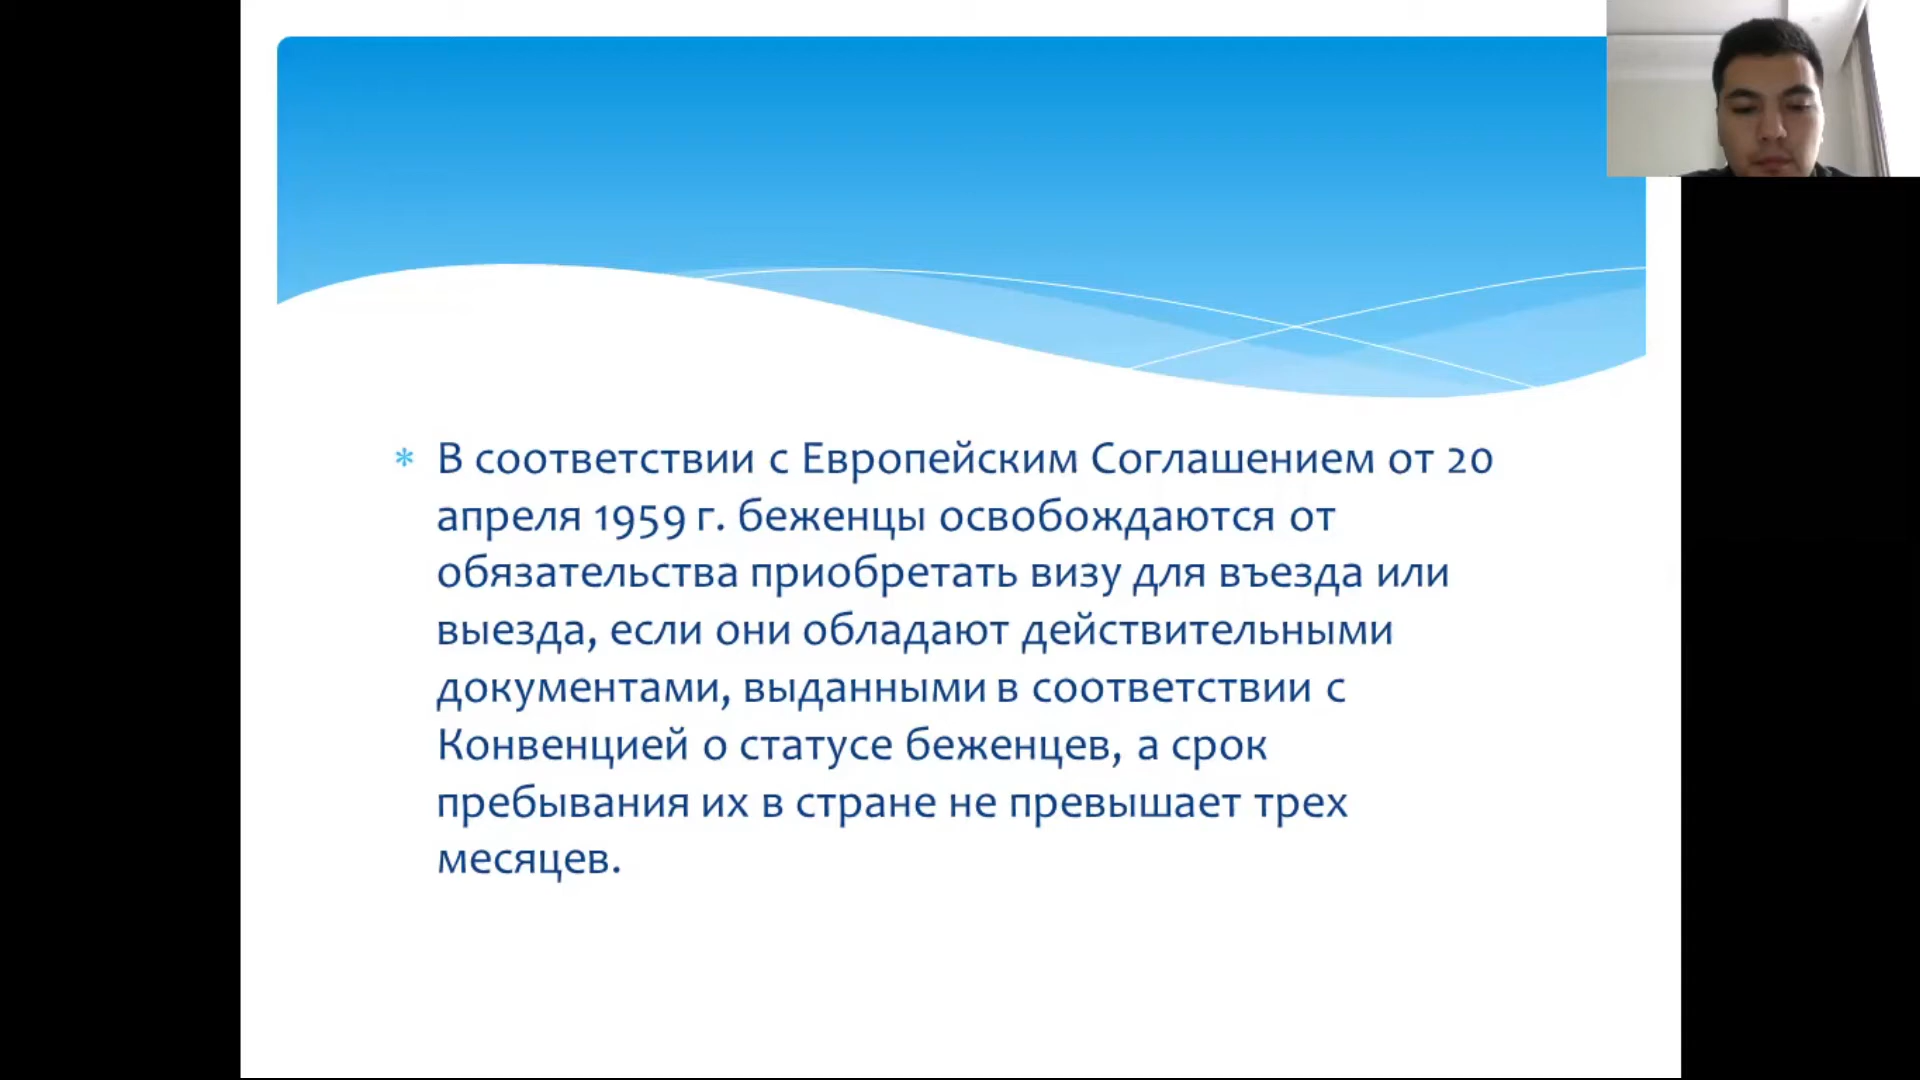 * В соответствии с Европейским Соглашением от 20
апреля 1959 г. беженцы освобождаются от
обязательства приобретать визу для въезда или
выезда, если они обладают действительными
документами, выданными в соответствии с
Конвенцией о статусе беженцев, а срок
пребывания их в стране не превышает трех
месяцев.